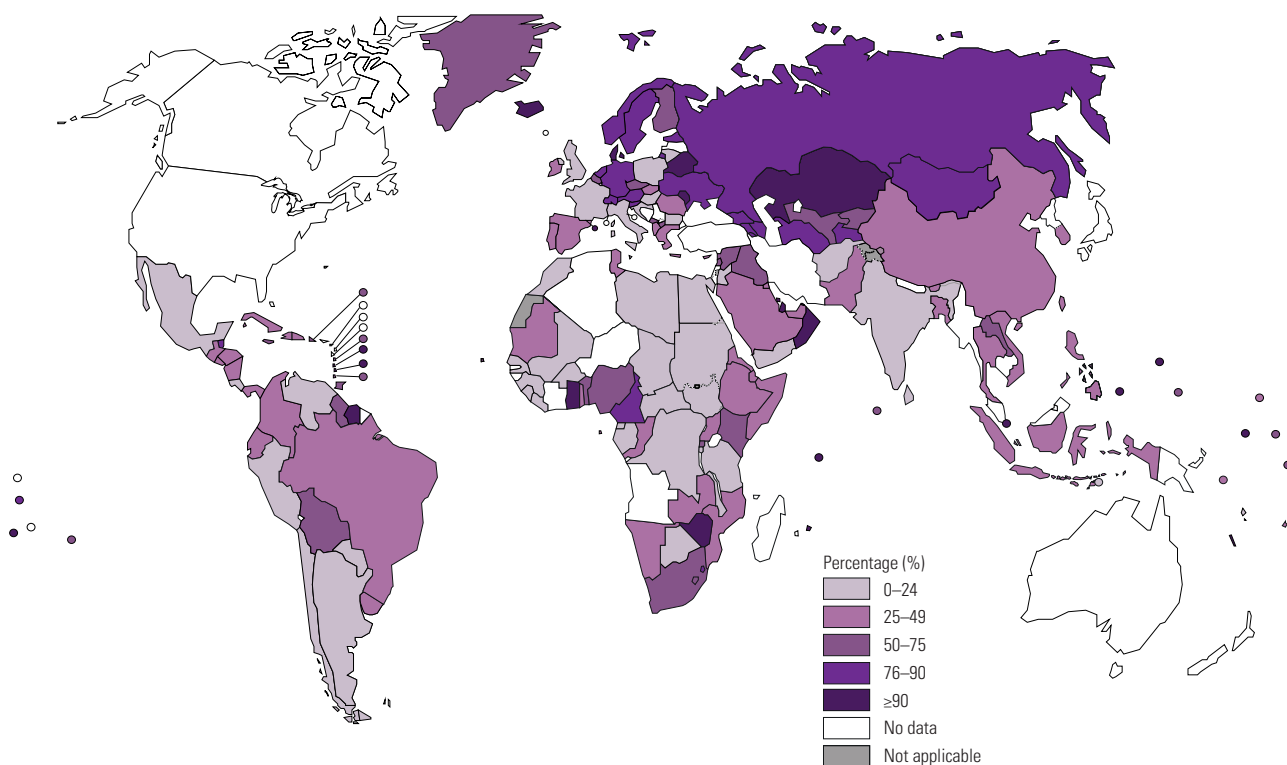 Percentage (%)
0–24
25–49
50–75
76–90
≥90
No data
Not applicable